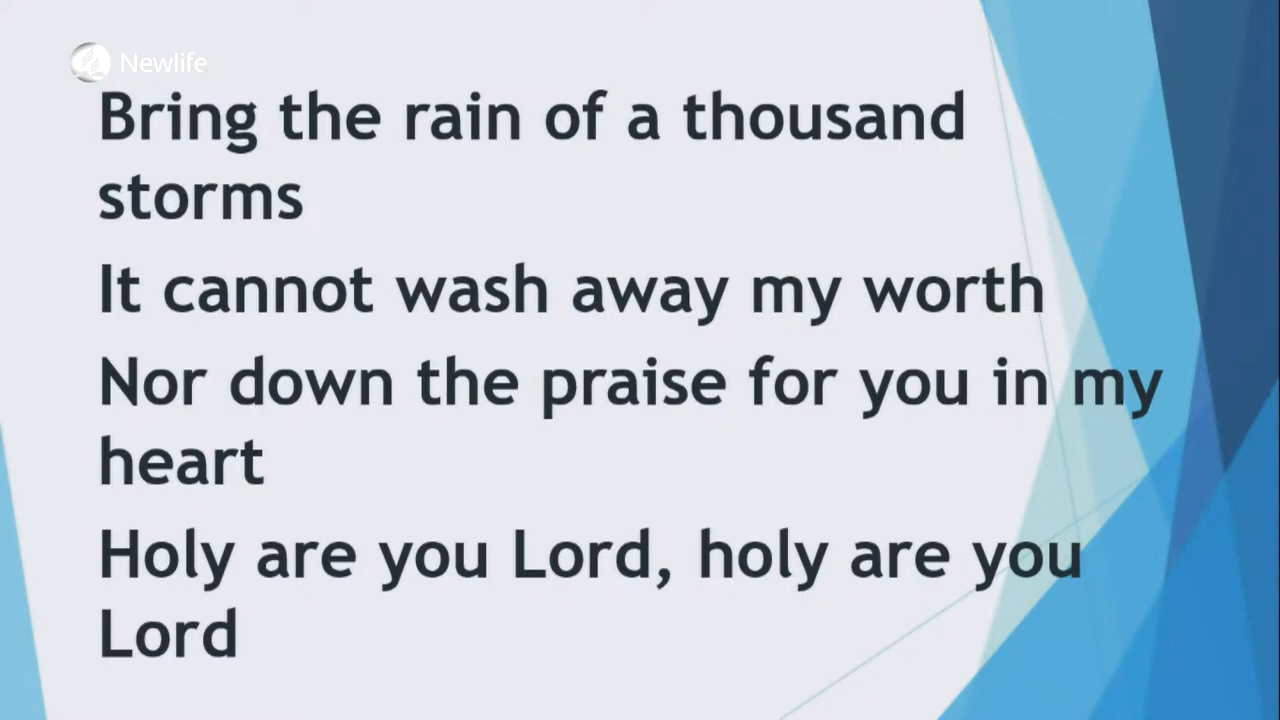 Newlife
Bring the rain of a thousand
storms
It cannot wash away my worth
Nor down the praise for you in my
heart
Holy are you Lord, holy are you
Lord